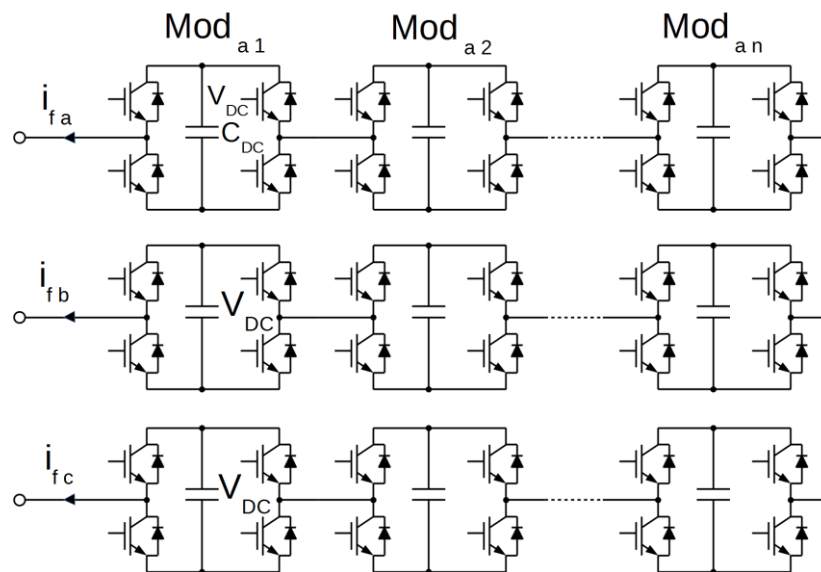 Mod a 1 Mod a 2 Mod a n
i f a V DC
C DC
i f b V DC
i f c V DC